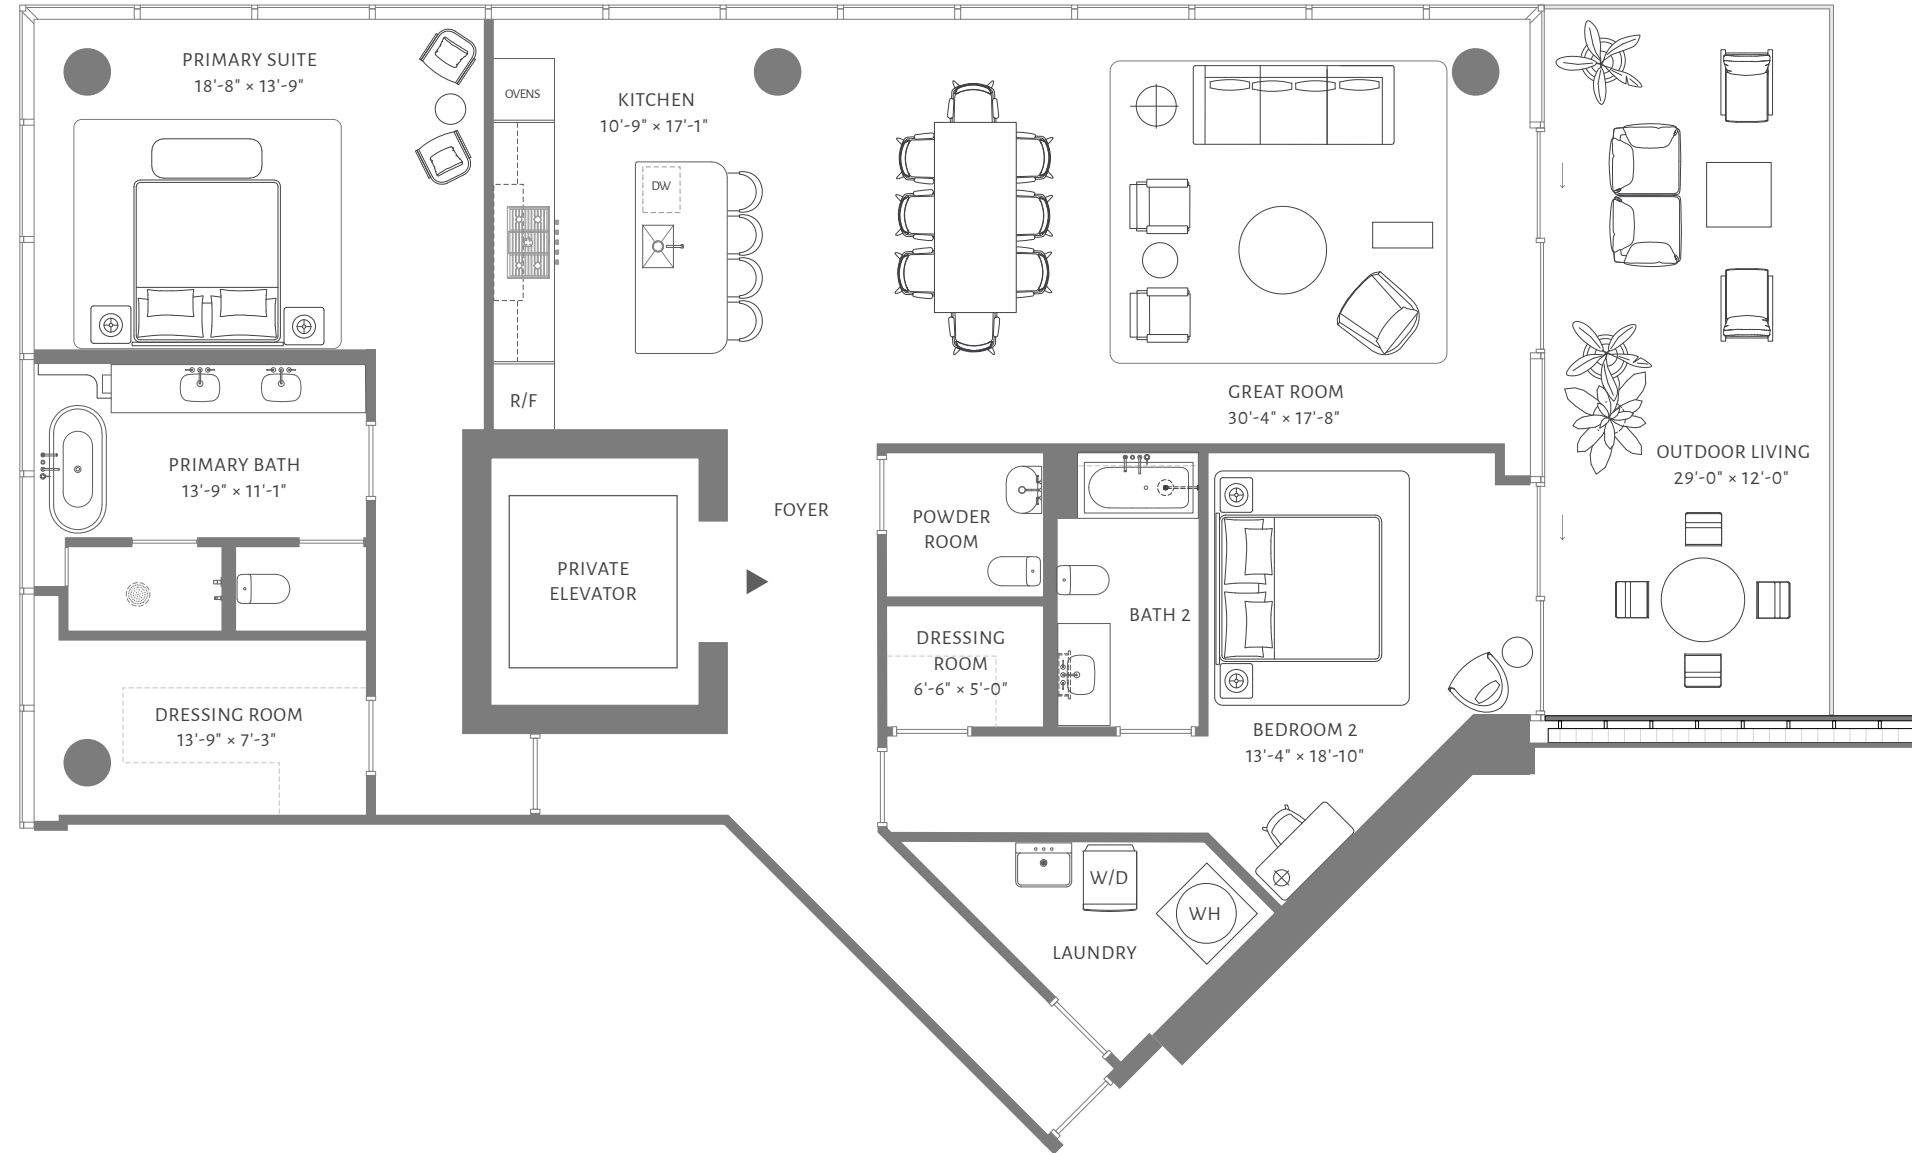 PRIMARY SUITE
18'-8" × 13'-9"
OVENS
KITCHEN
10'-9" × 17'-1"
DW
R/F
GREAT ROOM
30'-4" × 17'-8"
OUTDOOR LIVING
29'-0" × 12'-0"
PRIMARY BATH
13'-9" × 11'-1"
FOYER
POWDER
ROOM
PRIVATE
ELEVATOR
BATH 2
DRESSING
ROOM
6'-6" × 5'-0"
DRESSING ROOM
13'-9" × 7'-3"
BEDROOM 2
13'-4" × 18'-10"
W/D
WH
LAUNDRY